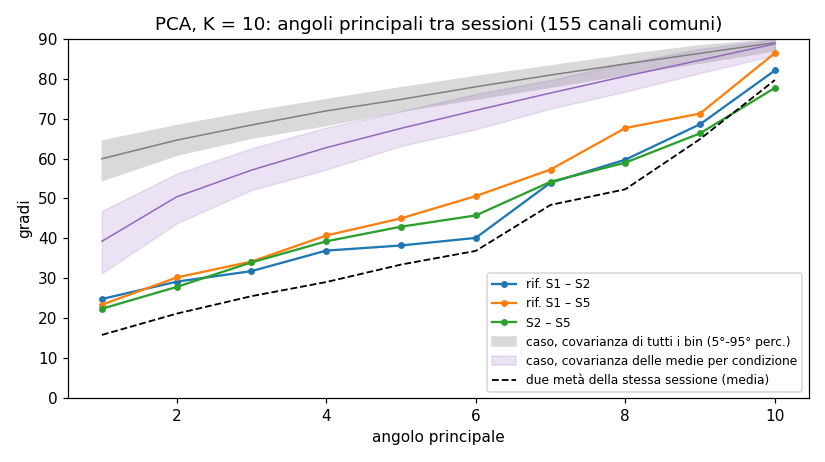 PCA, K = 10: angoli principali tra sessioni (155 canali comuni)
90
80
70
60
50
40
30
20
10
0
gradi
2
4
6
8
10
angolo principale
rif. S1 – S2
rif. S1 – S5
S2 – S5
caso, covarianza di tutti i bin (5°-95° perc.)
caso, covarianza delle medie per condizione
due metà della stessa sessione (media)